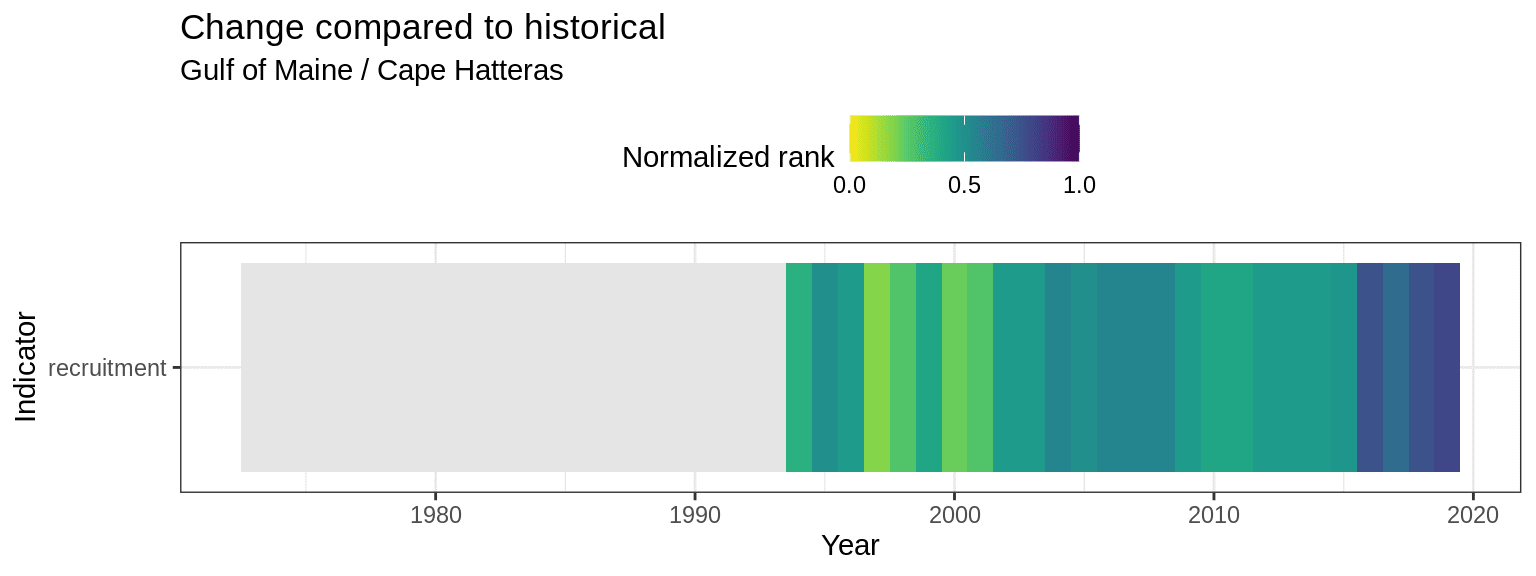 Change compared to historical
Gulf of Maine / Cape Hatteras
Normalized rank
0.0 0.5 1.0
Indicator
recruitment
1980 1990 2000 2010 2020
Year